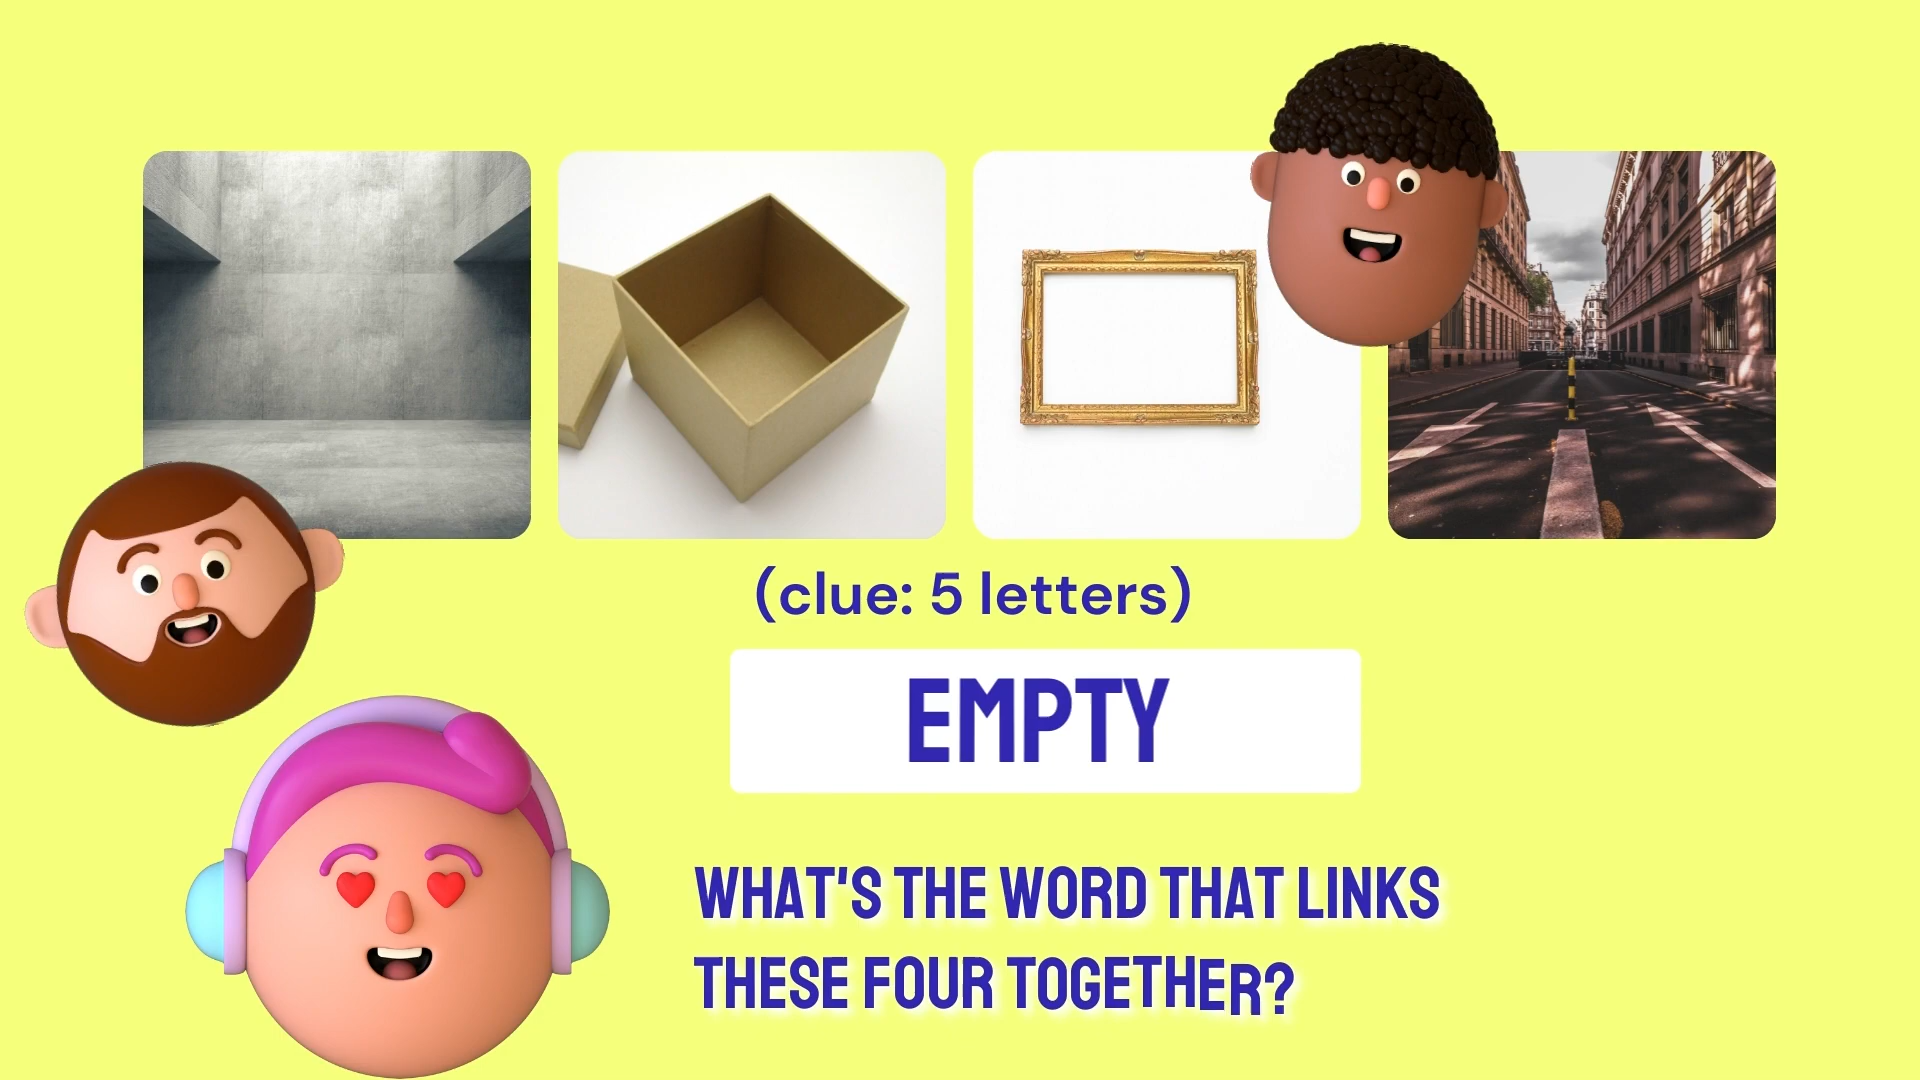 (clue: 5 letters)
EMPTY
WHAT'S THE WORD THAT LINKS
THESE FOUR TOGETHER?